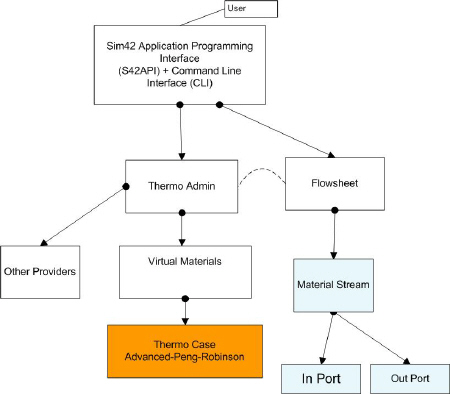 User
Sim42 Application Programming
Interface
(S42API) + Command Line
Interface (CLI)
Thermo Admin
Flowsheet
Other Providers
Virtual Materials
Material Stream
Thermo Case
Advanced-Peng-Robinson
In Port
Out Port